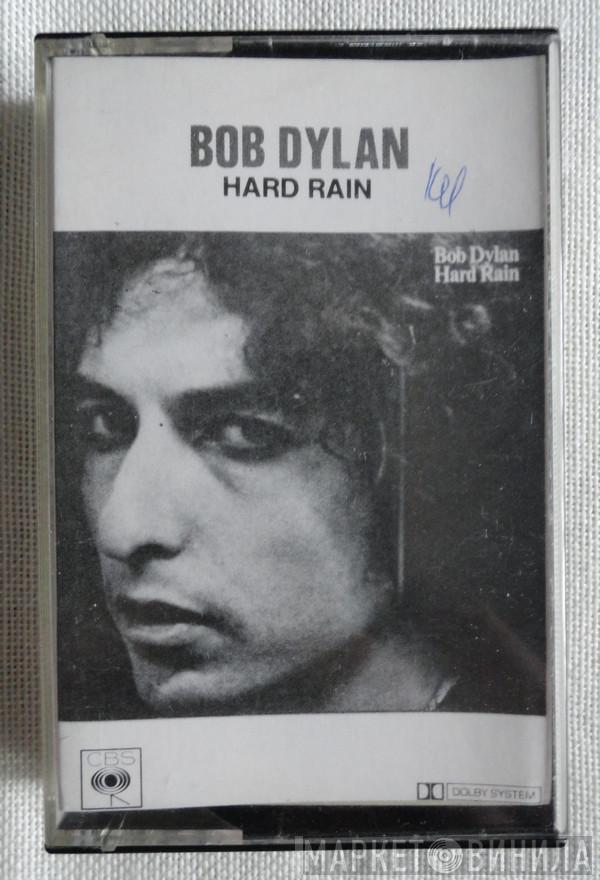 BOB DYLAN
HARD RAIN
Bob Dylan
Hard Rain
CBS
DOLBY SYSTEM
МАРКЕТ ВИНИЛА